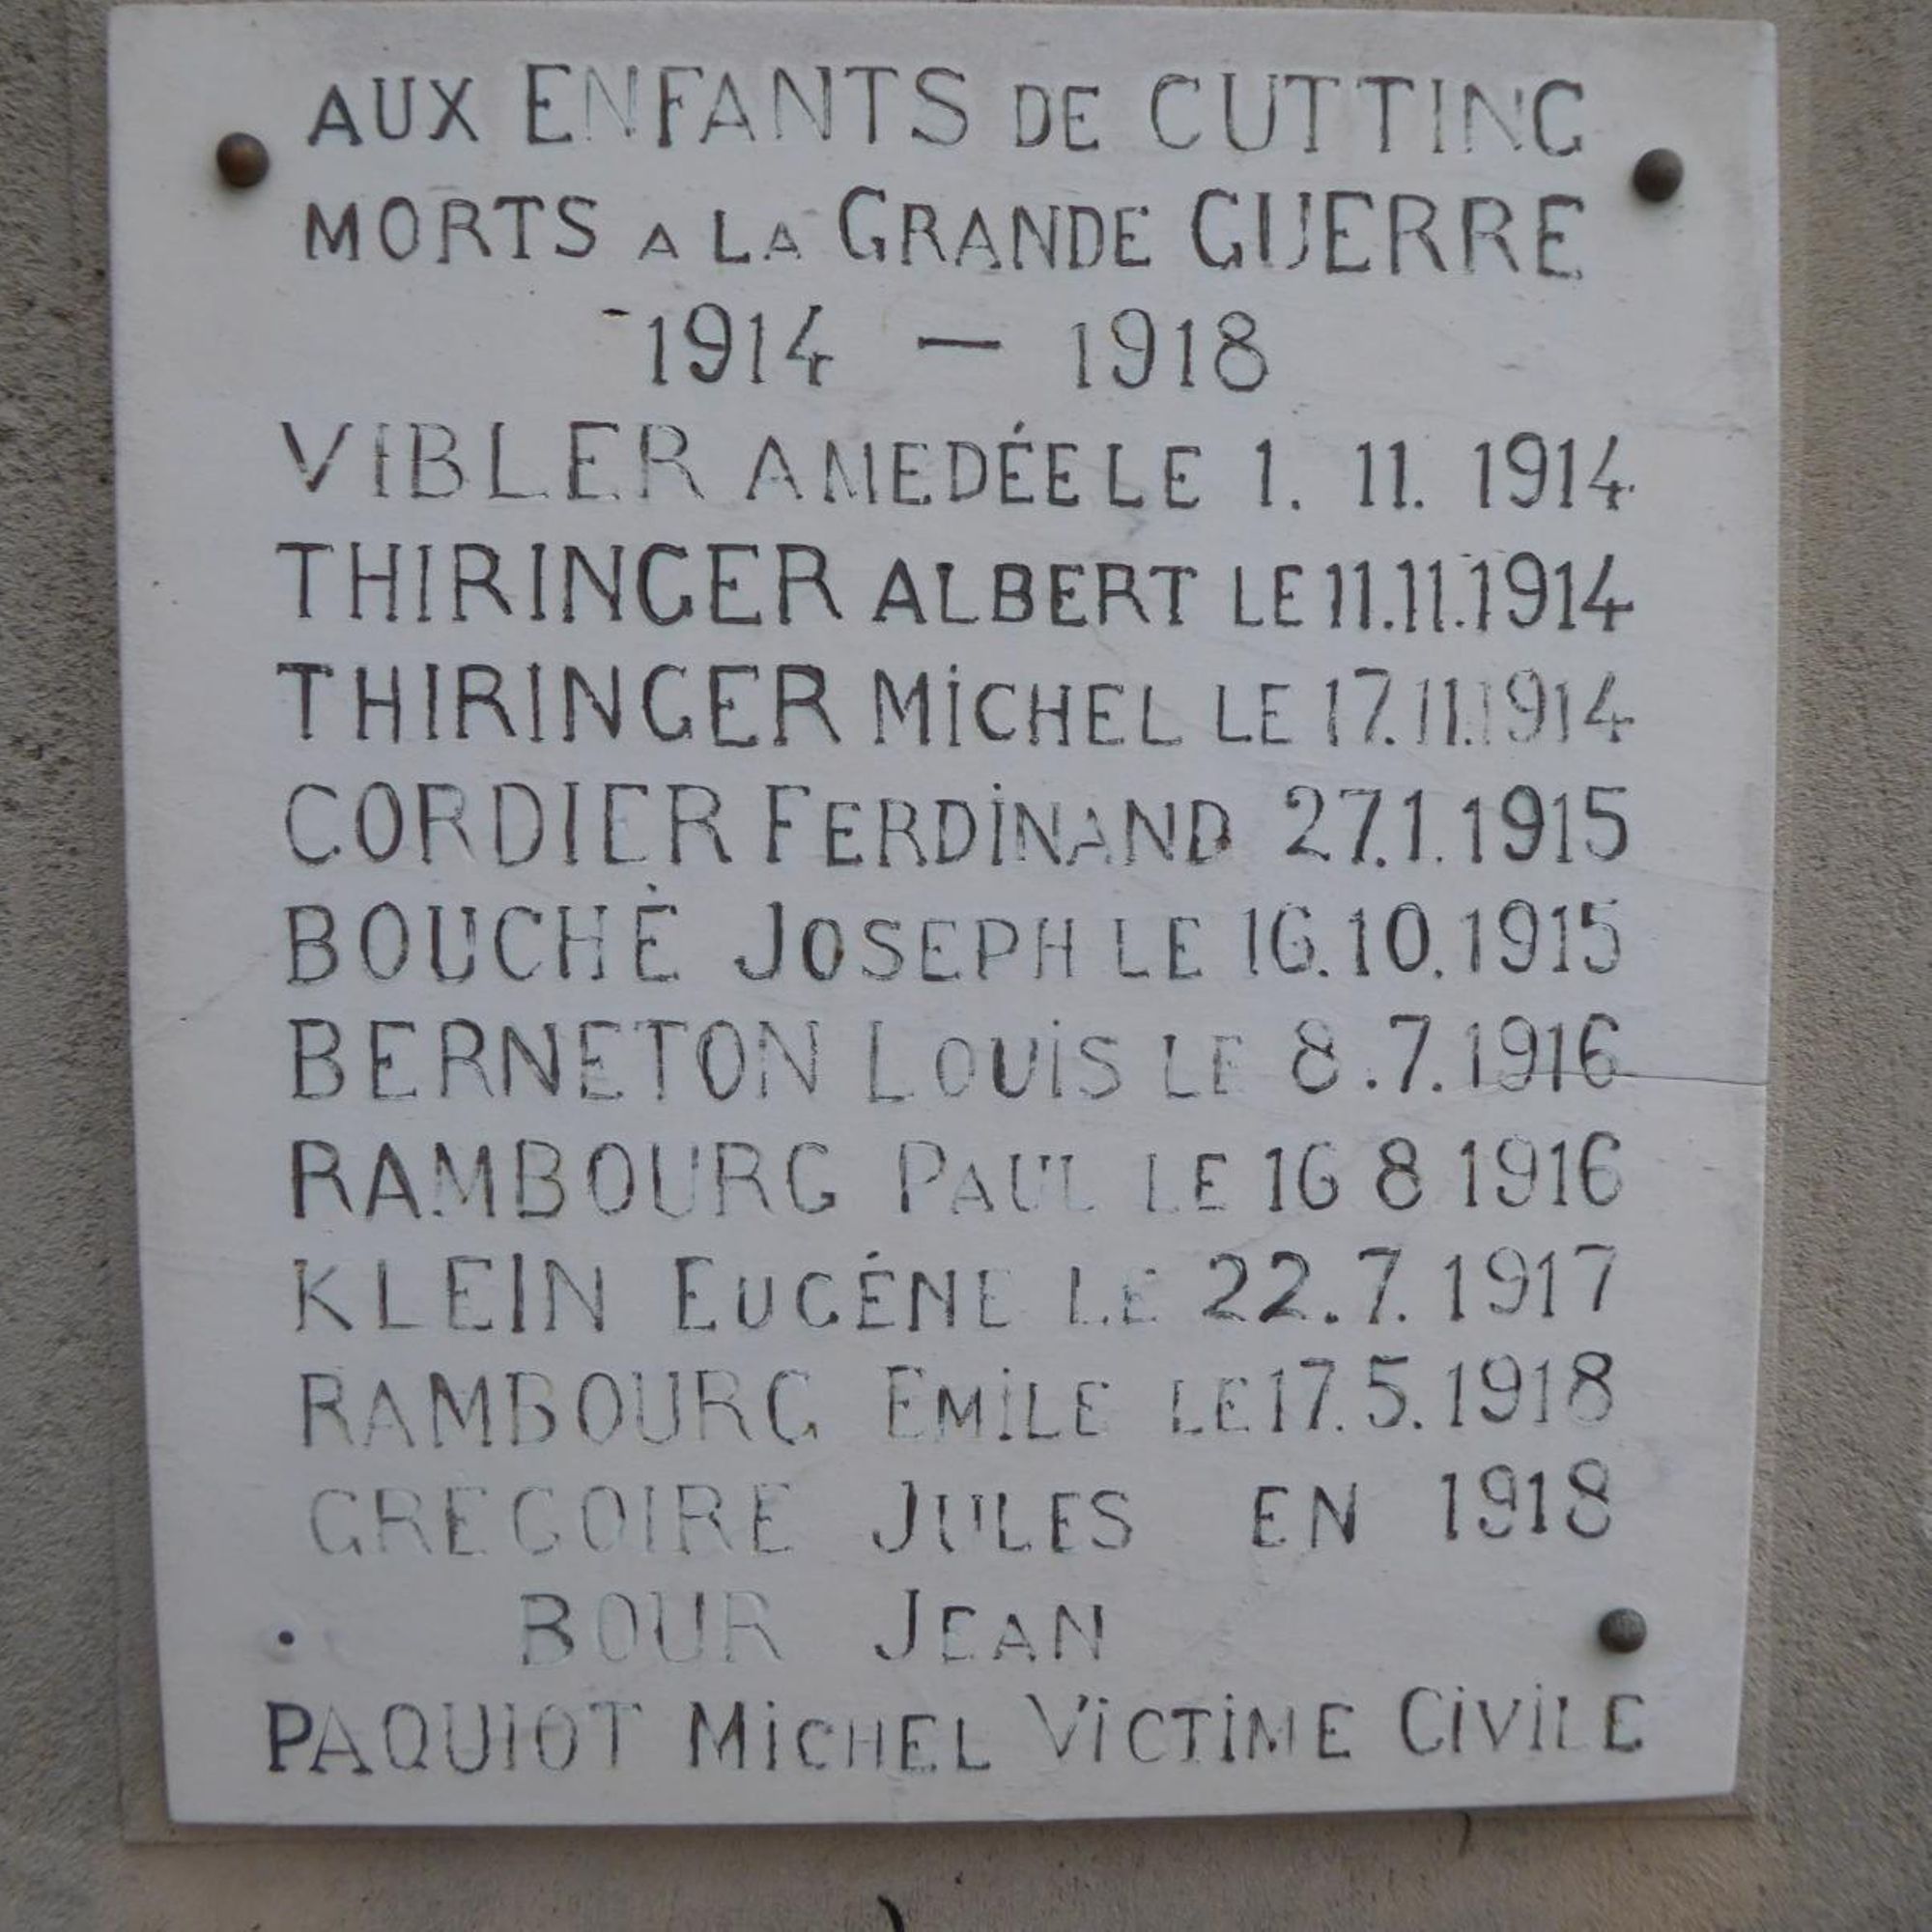 AUX ENFANTS DE CUTTING
MORTS A LA GRANDE GUERRE
1914 — 1918
VIBLER AMEDÉE LE 1. 11. 1914
THIRINGER ALBERT LE 11.11.1914
THIRINGER MiCHEL LE 17.11.1914
CORDIER FERDiNAND 27.1.1915
BOUCHÉ JOSEPH LE 16.10.1915
BERNETON LOUiS LE 8.7.1916
RAMBOURG PAUL LE 16 8 1916
KLEIN EUGÉNE LE 22.7.1917
RAMBOURG EMiLE LE 17.5.1918
GREGOIRE JULES EN 1918
BOUR JEAN
PAQUIOT MiCHEL ViCTiME CiViLE